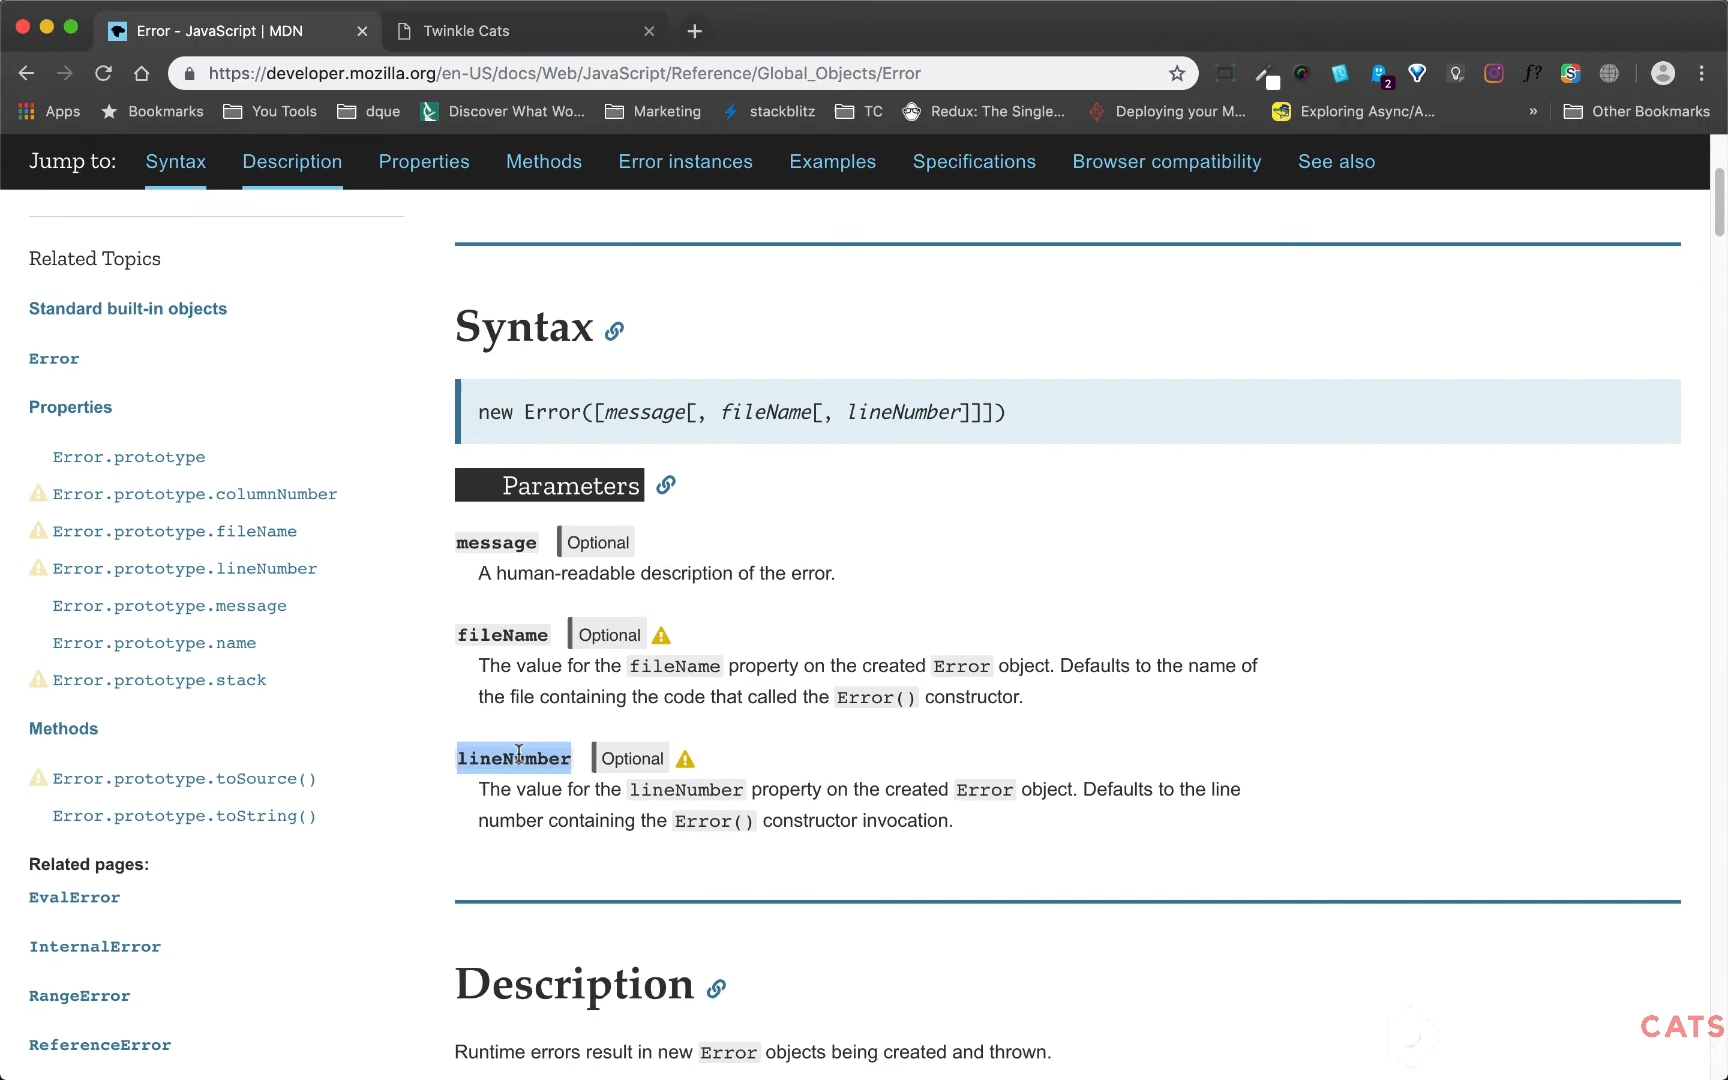 Error - JavaScript | MDN
Twinkle Cats
https://developer.mozilla.org/en-US/docs/Web/JavaScript/Reference/Global_Objects/Error
2
f?
S
Apps
Bookmarks
You Tools
dque
Discover What Wo...
Marketing
stackblitz
TC
Redux: The Single...
Deploying your M...
Exploring Async/A...
»
Other Bookmarks
Jump to: Syntax Description Properties Methods Error instances Examples Specifications Browser compatibility See also
Related Topics
Standard built-in objects
Error
Properties
Error.prototype
Error.prototype.columnNumber
Error.prototype.fileName
Error.prototype.lineNumber
Error.prototype.message
Error.prototype.name
Error.prototype.stack
Methods
Error.prototype.toSource()
Error.prototype.toString()
Related pages:
EvalError
InternalError
RangeError
ReferenceError
Syntax
new Error([message[, fileName[, lineNumber]]])
Parameters
message Optional
A human-readable description of the error.
fileName Optional
The value for the fileName property on the created Error object. Defaults to the name of
the file containing the code that called the Error() constructor.
lineNumber Optional
The value for the lineNumber property on the created Error object. Defaults to the line
number containing the Error() constructor invocation.
Description
Runtime errors result in new Error objects being created and thrown.
CATS